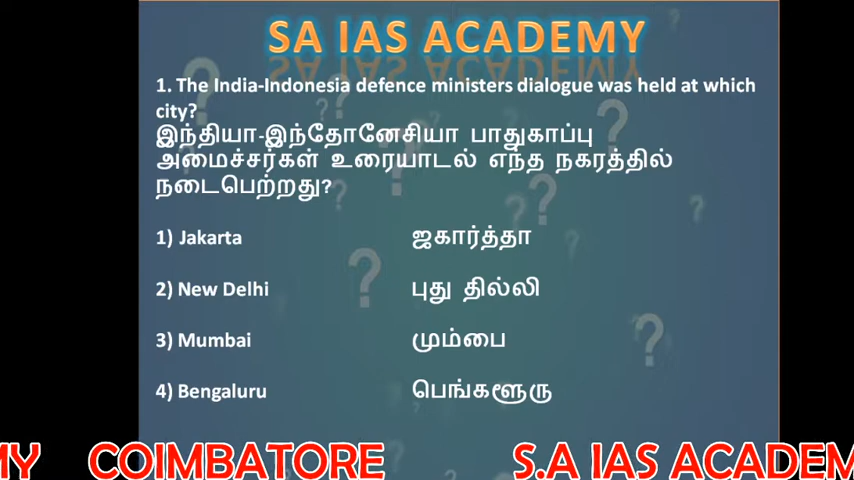 SA IAS ACADEMY
1. The India-Indonesia defence ministers dialogue was held at which
city?
இந்தியா-இந்தோனேசியா பாதுகாப்பு
அமைச்சர்கள் உரையாடல் எந்த நகரத்தில்
நடைபெற்றது?
1) Jakarta ஜகார்த்தா
2) New Delhi புது தில்லி
3) Mumbai மும்பை
4) Bengaluru பெங்களூரு
MY COIMBATORE S.A IAS ACADEM